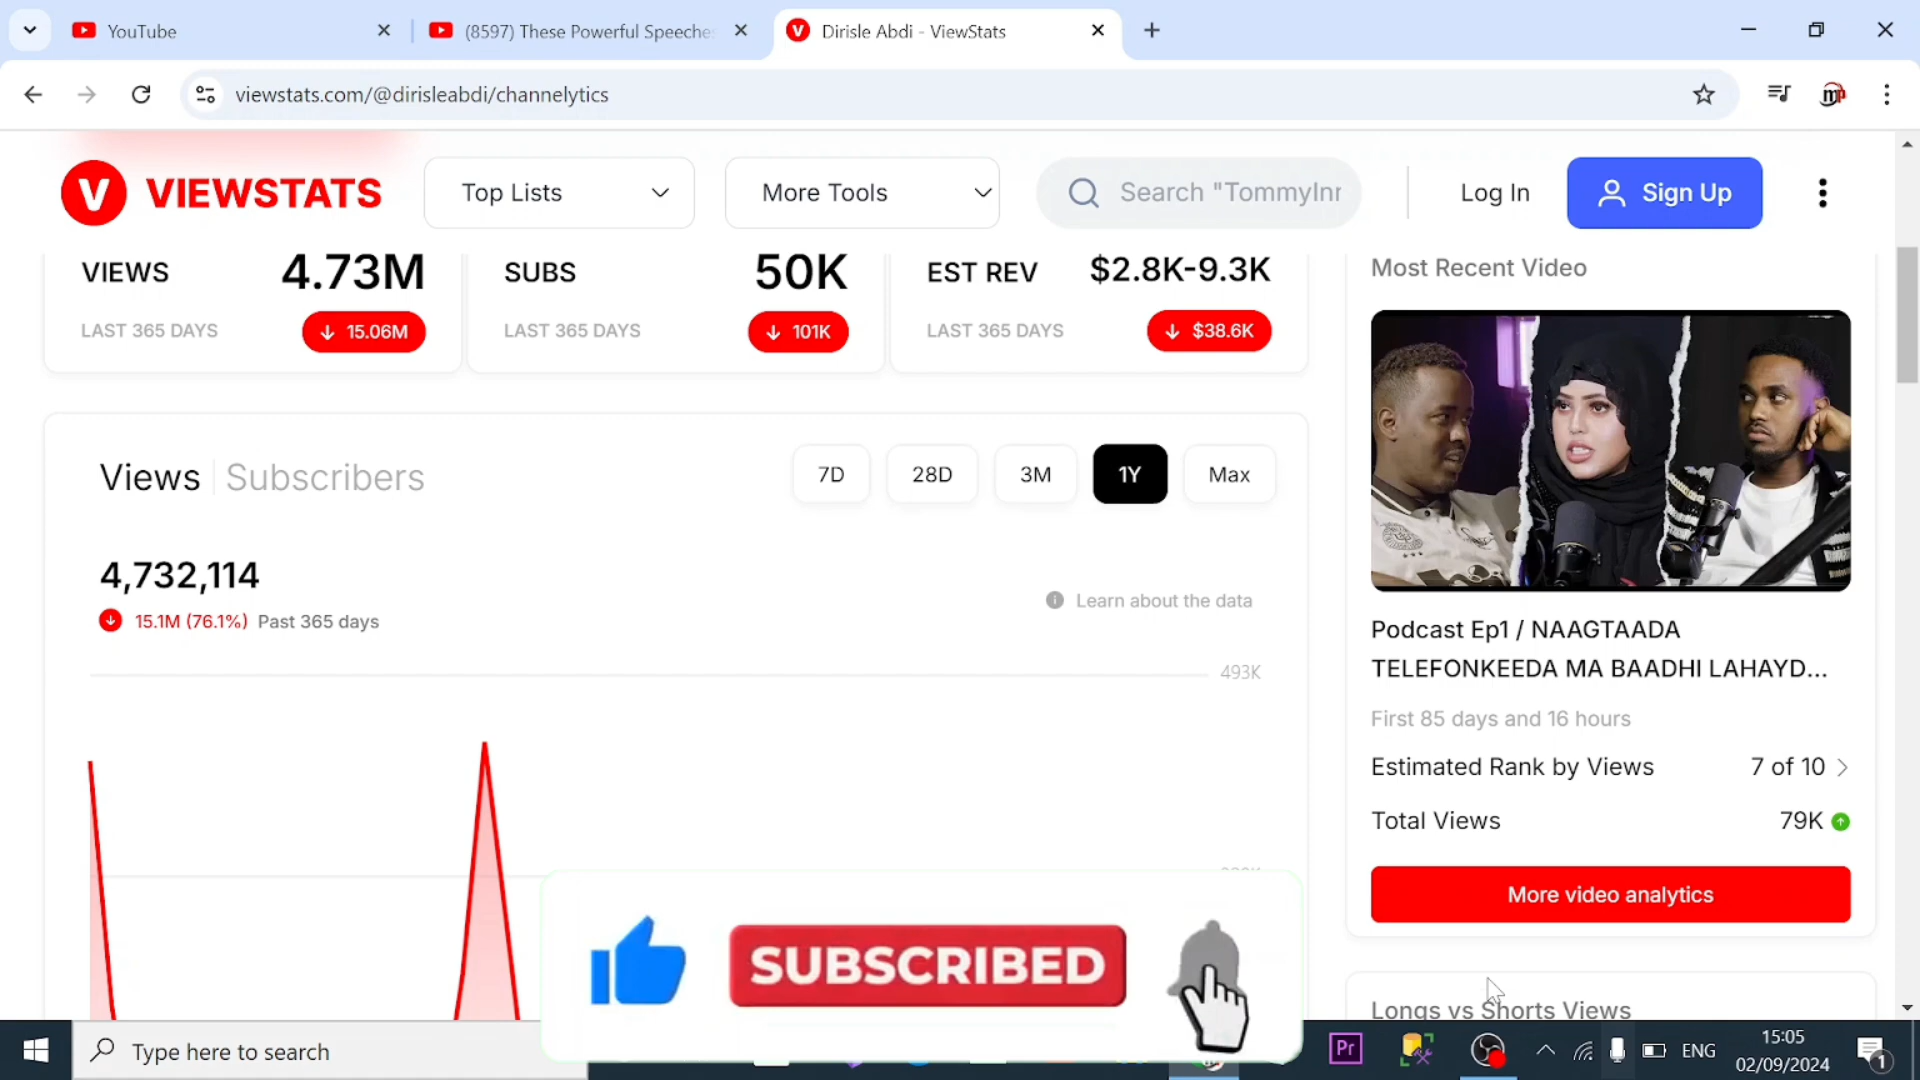 YouTube
(8597) These Powerful Speeche
Dirisle Abdi - ViewStats
viewstats.com/@dirisleabdi/channelytics
V VIEWSTATS
Top Lists
More Tools
Search "TommyInr
Log In
Sign Up
VIEWS 4.73M
LAST 365 DAYS 15.06M
SUBS 50K
LAST 365 DAYS 101K
EST REV $2.8K-9.3K
LAST 365 DAYS $38.6K
Most Recent Video
Views Subscribers
7D 28D 3M 1Y Max
4,732,114
15.1M (76.1%) Past 365 days
Learn about the data
493K
Podcast Ep1 / NAAGTAADA
TELEFONKEEDA MA BAADHI LAHAYD...
First 85 days and 16 hours
Estimated Rank by Views 7 of 10
Total Views 79K
More video analytics
SUBSCRIBED
Longs vs Shorts Views
Type here to search
Pr
ENG
15:05
02/09/2024
1